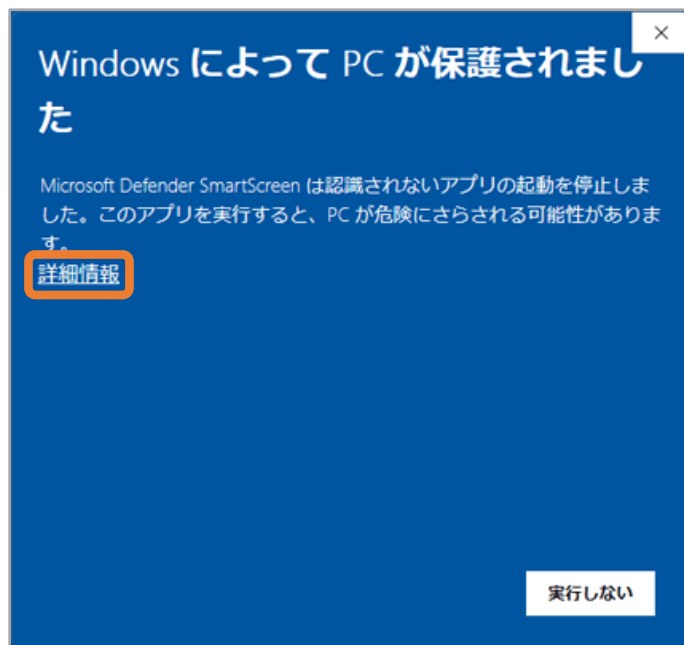 Windows によって PC が保護されまし
た
Microsoft Defender SmartScreen は認識されないアプリの起動を停止しま
した。このアプリを実行すると、PC が危険にさらされる可能性がありま
す。
詳細情報
実行しない